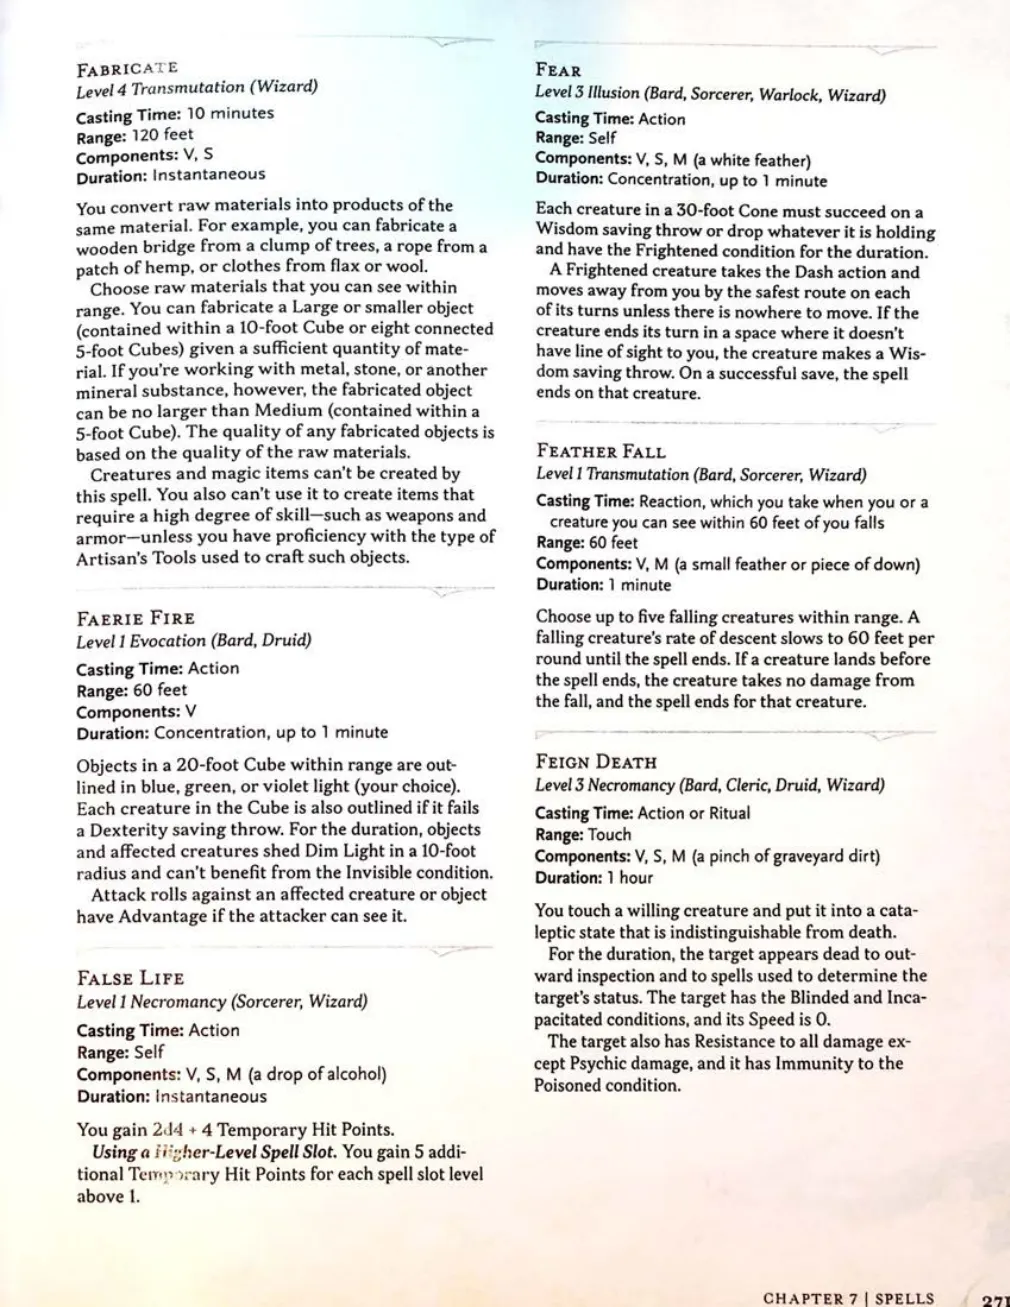 FABRICATE
Level 4 Transmutation (Wizard)
Casting Time: 10 minutes
Range: 120 feet
Components: V, S
Duration: Instantaneous
You convert raw materials into products of the
same material. For example, you can fabricate a
wooden bridge from a clump of trees, a rope from a
patch of hemp, or clothes from flax or wool.
Choose raw materials that you can see within
range. You can fabricate a Large or smaller object
(contained within a 10-foot Cube or eight connected
5-foot Cubes) given a sufficient quantity of mate-
rial. If you're working with metal, stone, or another
mineral substance, however, the fabricated object
can be no larger than Medium (contained within a
5-foot Cube). The quality of any fabricated objects is
based on the quality of the raw materials.
Creatures and magic items can't be created by
this spell. You also can't use it to create items that
require a high degree of skill—such as weapons and
armor—unless you have proficiency with the type of
Artisan's Tools used to craft such objects.
FAERIE FIRE
Level 1 Evocation (Bard, Druid)
Casting Time: Action
Range: 60 feet
Components: V
Duration: Concentration, up to 1 minute
Objects in a 20-foot Cube within range are out-
lined in blue, green, or violet light (your choice).
Each creature in the Cube is also outlined if it fails
a Dexterity saving throw. For the duration, objects
and affected creatures shed Dim Light in a 10-foot
radius and can't benefit from the Invisible condition.
Attack rolls against an affected creature or object
have Advantage if the attacker can see it.
FALSE LIFE
Level 1 Necromancy (Sorcerer, Wizard)
Casting Time: Action
Range: Self
Components: V, S, M (a drop of alcohol)
Duration: Instantaneous
You gain 2d4 + 4 Temporary Hit Points.
Using a Higher-Level Spell Slot. You gain 5 addi-
tional Temporary Hit Points for each spell slot level
above 1.
FEAR
Level 3 Illusion (Bard, Sorcerer, Warlock, Wizard)
Casting Time: Action
Range: Self
Components: V, S, M (a white feather)
Duration: Concentration, up to 1 minute
Each creature in a 30-foot Cone must succeed on a
Wisdom saving throw or drop whatever it is holding
and have the Frightened condition for the duration.
A Frightened creature takes the Dash action and
moves away from you by the safest route on each
of its turns unless there is nowhere to move. If the
creature ends its turn in a space where it doesn't
have line of sight to you, the creature makes a Wis-
dom saving throw. On a successful save, the spell
ends on that creature.
FEATHER FALL
Level 1 Transmutation (Bard, Sorcerer, Wizard)
Casting Time: Reaction, which you take when you or a
creature you can see within 60 feet of you falls
Range: 60 feet
Components: V, M (a small feather or piece of down)
Duration: 1 minute
Choose up to five falling creatures within range. A
falling creature's rate of descent slows to 60 feet per
round until the spell ends. If a creature lands before
the spell ends, the creature takes no damage from
the fall, and the spell ends for that creature.
FEIGN DEATH
Level 3 Necromancy (Bard, Cleric, Druid, Wizard)
Casting Time: Action or Ritual
Range: Touch
Components: V, S, M (a pinch of graveyard dirt)
Duration: 1 hour
You touch a willing creature and put it into a cata-
leptic state that is indistinguishable from death.
For the duration, the target appears dead to out-
ward inspection and to spells used to determine the
target's status. The target has the Blinded and Inca-
pacitated conditions, and its Speed is 0.
The target also has Resistance to all damage ex-
cept Psychic damage, and it has Immunity to the
Poisoned condition.
CHAPTER 7 | SPELLS 271